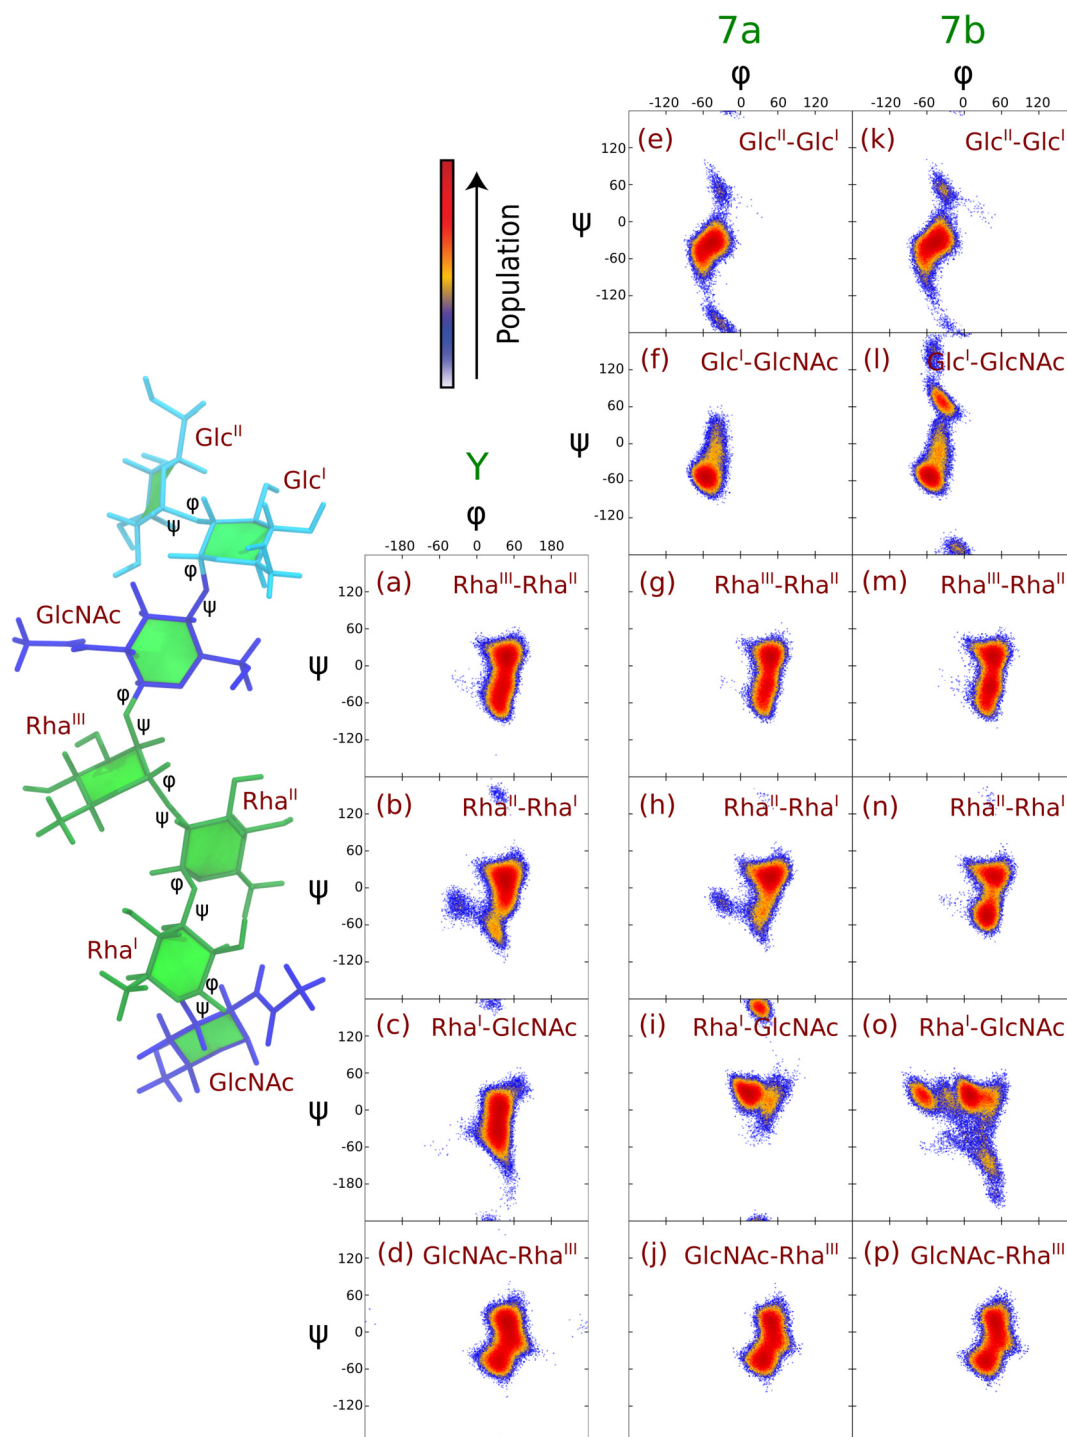 7a 7b
φ φ
-120 -60 0 60 120 -120 -60 0 60 120
(e) Glcᴵᴵ-Glcᴵ (k) Glcᴵᴵ-Glcᴵ
120
60
ψ 0
-60
-120
Population
(f) Glcᴵ-GlcNAc (l) Glcᴵ-GlcNAc
120
60
ψ 0
-60
-120
Glcᴵᴵ
Glcᴵ
φ
ψ
φ
ψ
GlcNAc
φ
ψ
Rhaᴵᴵᴵ
φ
ψ
Rhaᴵᴵ
φ
ψ
Rhaᴵ
φ
ψ
GlcNAc
Y
φ
-180 -60 0 60 180
(a) Rhaᴵᴵᴵ-Rhaᴵᴵ (g) Rhaᴵᴵᴵ-Rhaᴵᴵ (m) Rhaᴵᴵᴵ-Rhaᴵᴵ
120
60
ψ 0
-60
-120
(b) Rhaᴵᴵ-Rhaᴵ (h) Rhaᴵᴵ-Rhaᴵ (n) Rhaᴵᴵ-Rhaᴵ
120
60
ψ 0
-60
-120
(c) Rhaᴵ-GlcNAc (i) Rhaᴵ-GlcNAc (o) Rhaᴵ-GlcNAc
120
60
ψ 0
-60
-180
(d) GlcNAc-Rhaᴵᴵᴵ (j) GlcNAc-Rhaᴵᴵᴵ (p) GlcNAc-Rhaᴵᴵᴵ
120
60
ψ 0
-60
-120